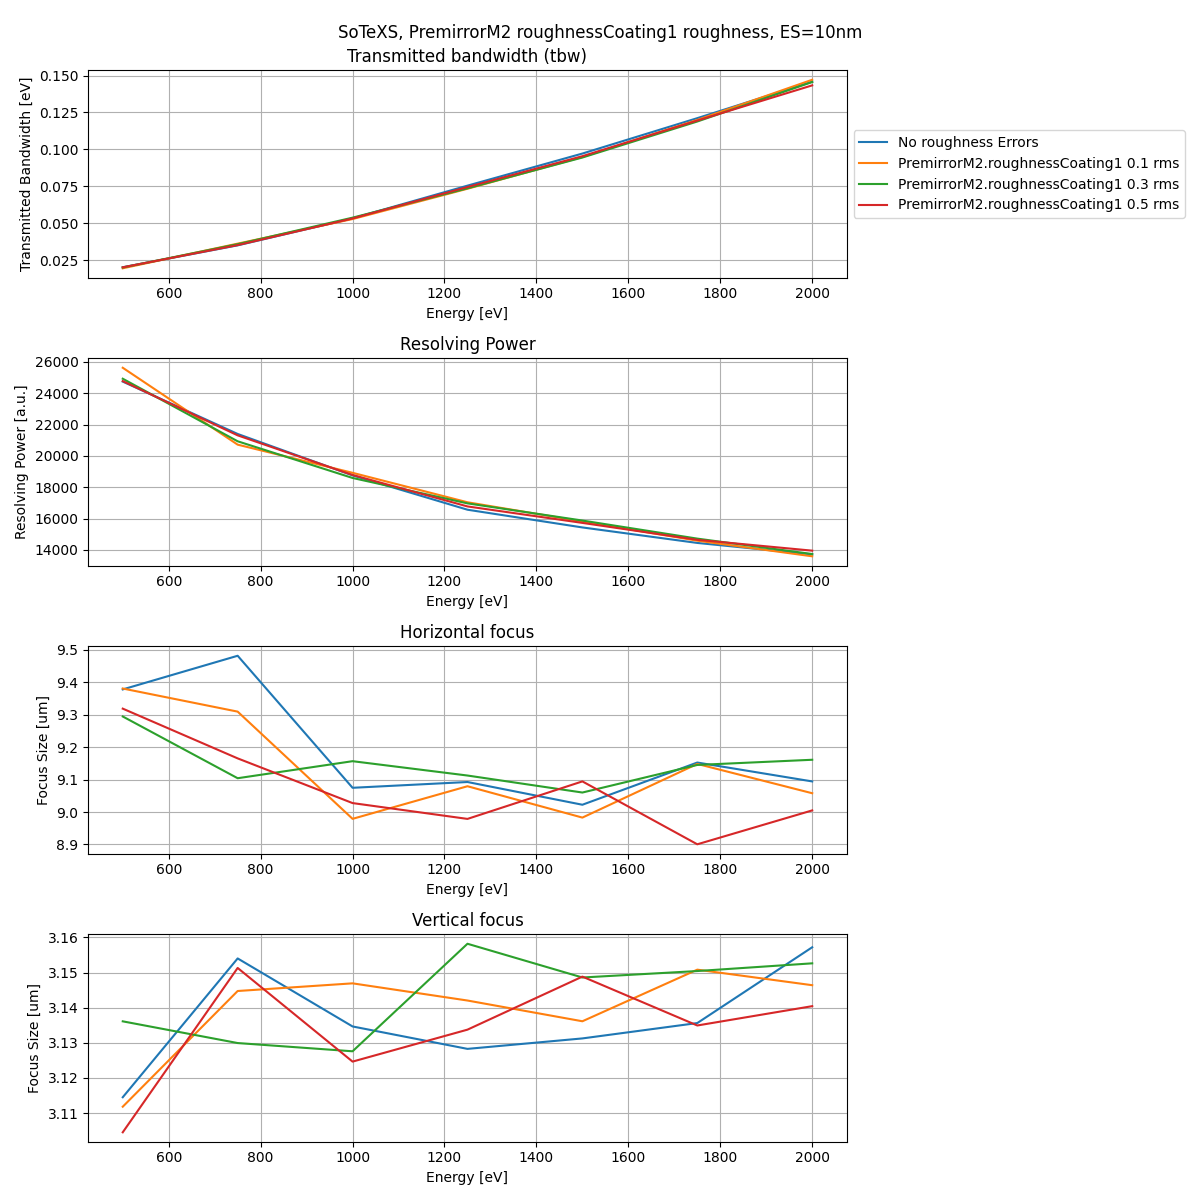 SoTeXS, PremirrorM2 roughnessCoating1 roughness, ES=10nm
Transmitted bandwidth (tbw)
Transmitted Bandwidth [eV]
0.150
0.125
0.100
0.075
0.050
0.025
600 800 1000 1200 1400 1600 1800 2000
Energy [eV]
No roughness Errors
PremirrorM2.roughnessCoating1 0.1 rms
PremirrorM2.roughnessCoating1 0.3 rms
PremirrorM2.roughnessCoating1 0.5 rms
Resolving Power
Resolving Power [a.u.]
26000
24000
22000
20000
18000
16000
14000
600 800 1000 1200 1400 1600 1800 2000
Energy [eV]
Horizontal focus
Focus Size [um]
9.5
9.4
9.3
9.2
9.1
9.0
8.9
600 800 1000 1200 1400 1600 1800 2000
Energy [eV]
Vertical focus
Focus Size [um]
3.16
3.15
3.14
3.13
3.12
3.11
600 800 1000 1200 1400 1600 1800 2000
Energy [eV]